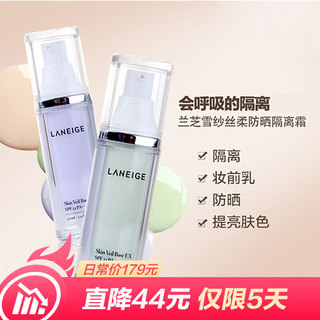 会呼吸的隔离
兰芝雪纱丝柔防晒隔离霜
隔离
妆前乳
防晒
提亮肤色
LANEIGE
Skin Veil Base
LANEIGE
Skin Veil Base EX
日常价179元
直降44元 仅限5天